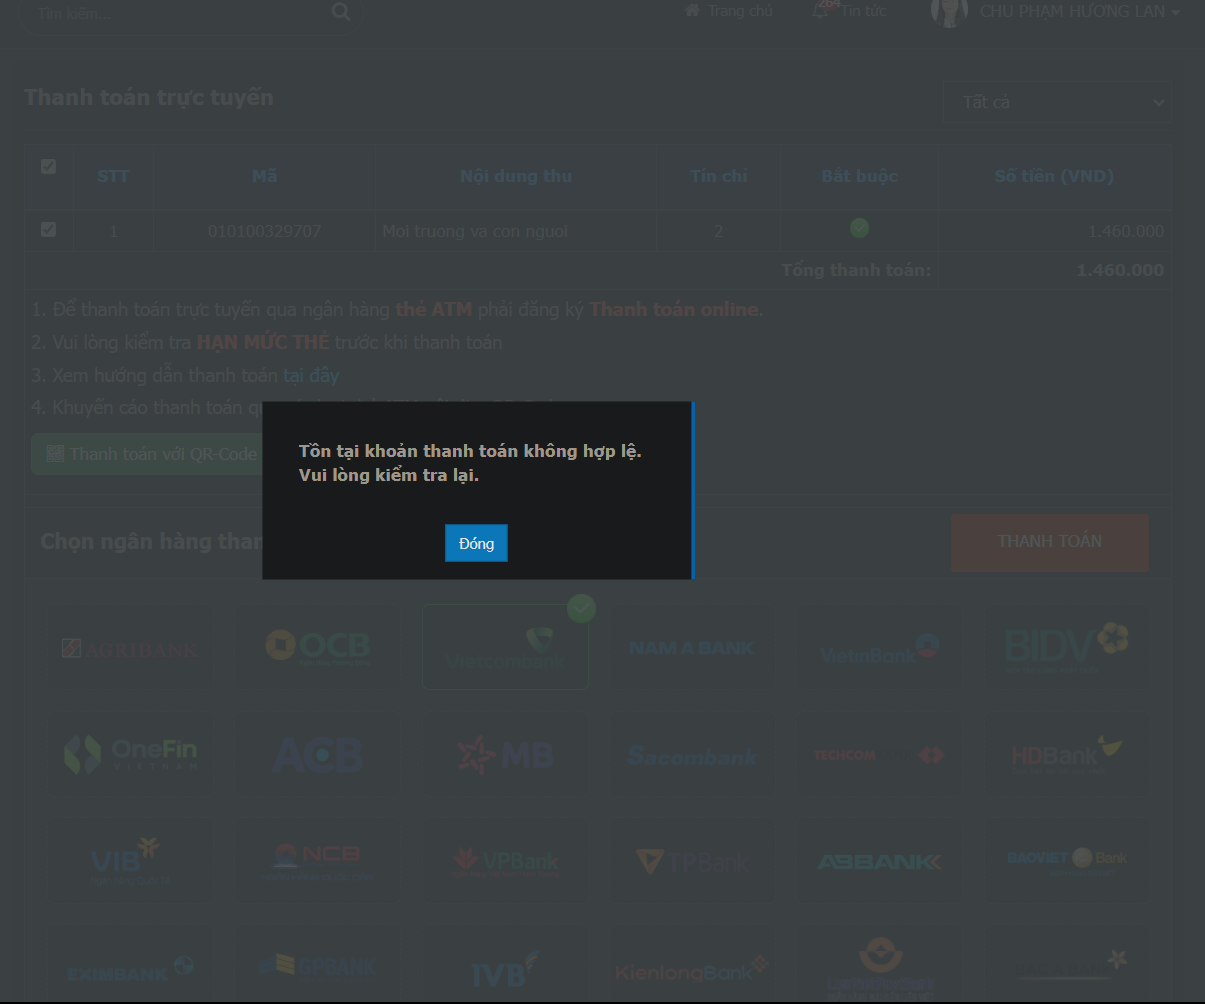 Tìm kiếm...
Trang chủ
Tin tức
CHU PHẠM HƯƠNG LAN
Thanh toán trực tuyến
Tất cả
STT Mã Nội dung thu Tín chỉ Bắt buộc Số tiền (VND)
1 010100329707 Moi truong va con nguoi 2 1.460.000
Tổng thanh toán: 1.460.000
1. Để thanh toán trực tuyến qua ngân hàng thẻ ATM phải đăng ký Thanh toán online.
2. Vui lòng kiểm tra HẠN MỨC THẺ trước khi thanh toán
3. Xem hướng dẫn thanh toán tại đây
4. Khuyến cáo thanh toán
Tồn tại khoản thanh toán không hợp lệ.
Vui lòng kiểm tra lại.
Thanh toán với QR-Code
Đóng
Chọn ngân hàng
THANH TOÁN
AGRIBANK OCB Vietcombank NAM A BANK VietinBank BIDV
OneFin ACB MB Sacombank TECHCOM HDBank
VIETNAM
VIB NCB VPBank TPBank ABBANK BAOVIET Bank
EXIMBANK GPBANK IVB KienlongBank